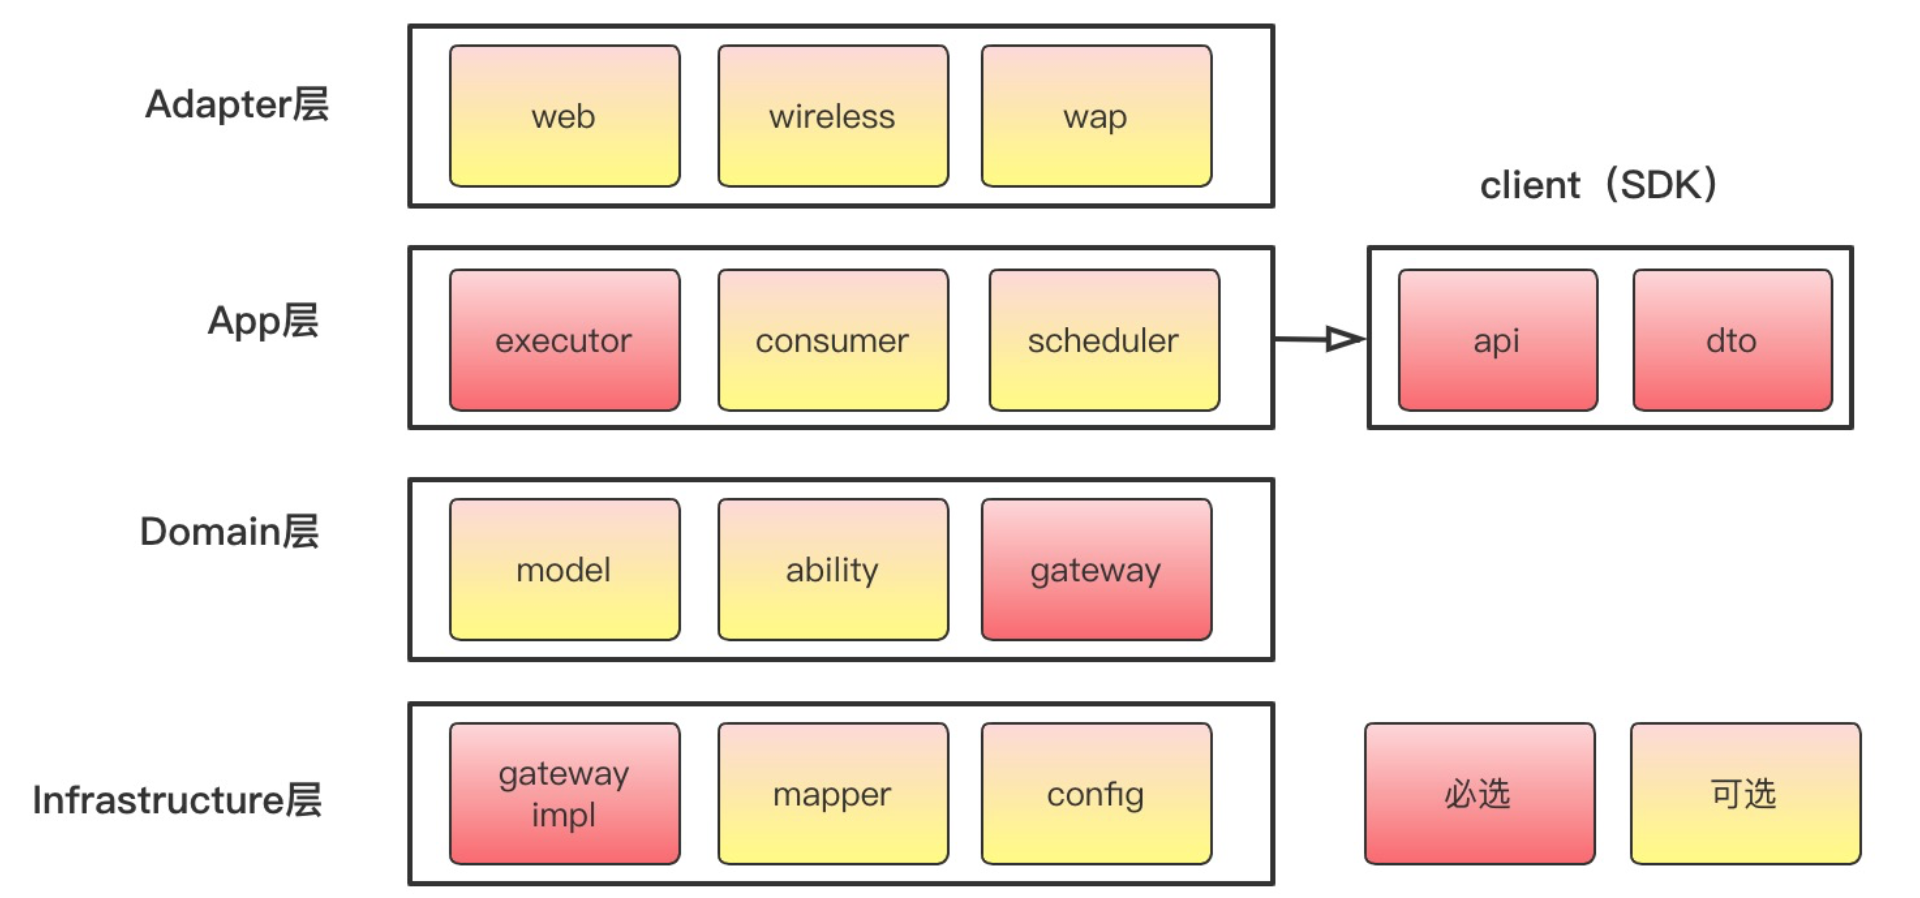 Adapter层
web
wireless
wap
client（SDK）
App层
executor
consumer
scheduler
api
dto
Domain层
model
ability
gateway
Infrastructure层
gateway
impl
mapper
config
必选
可选